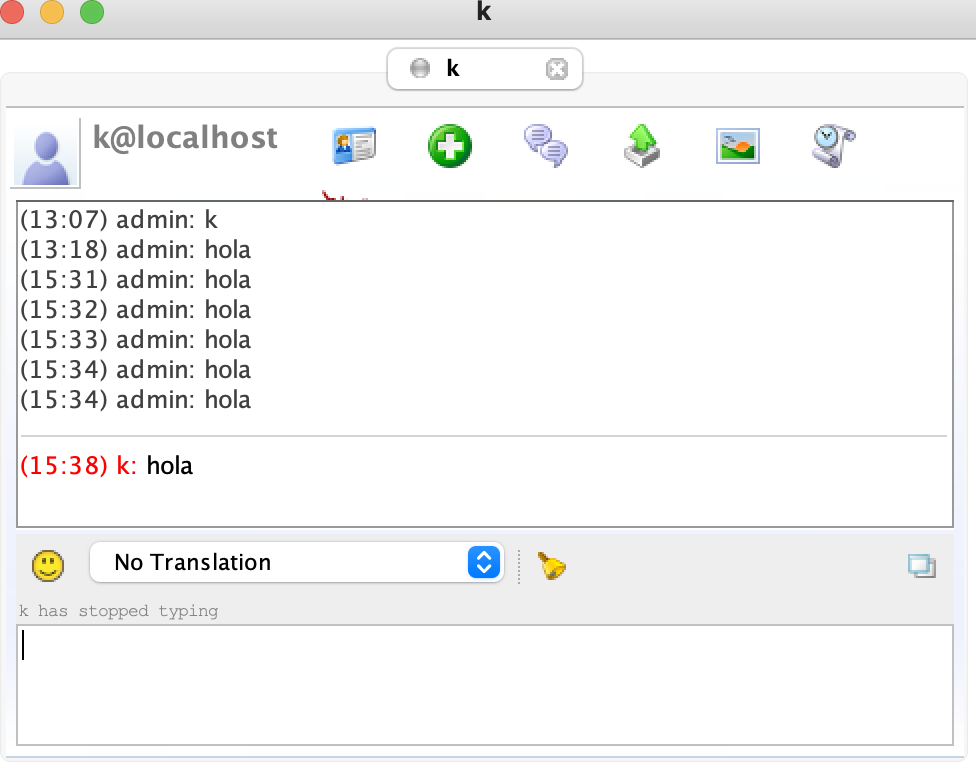 k
k
k@localhost
(13:07) admin: k
(13:18) admin: hola
(15:31) admin: hola
(15:32) admin: hola
(15:33) admin: hola
(15:34) admin: hola
(15:34) admin: hola
(15:38) k: hola
No Translation
k has stopped typing